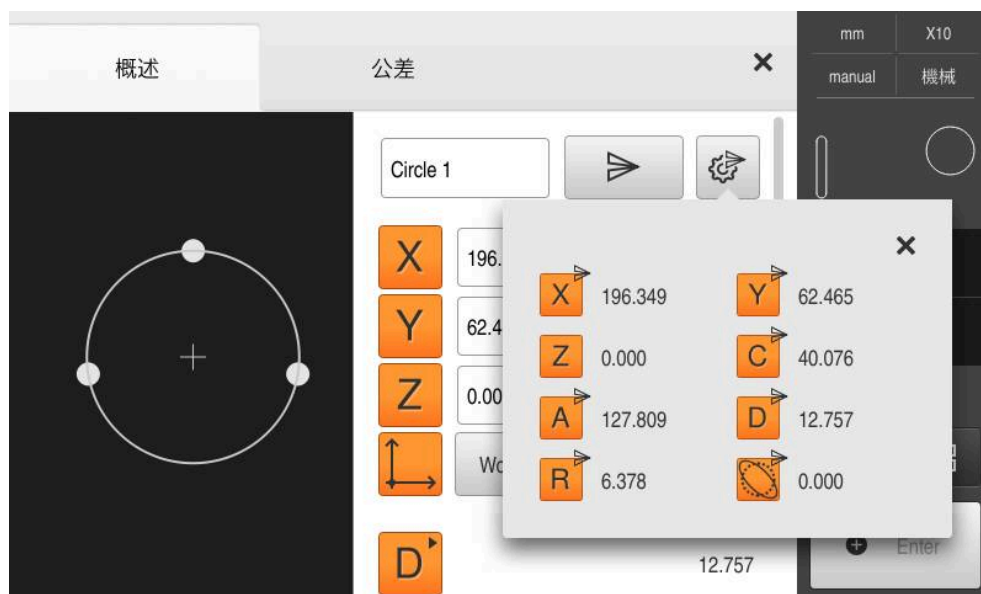 概述
公差
mm X10
manual 機械
Circle 1
X 196.
Y 62.4
Z 0.00
Wo
D 12.757
X 196.349 Y 62.465
Z 0.000 C 40.076
A 127.809 D 12.757
R 6.378 0.000
Enter